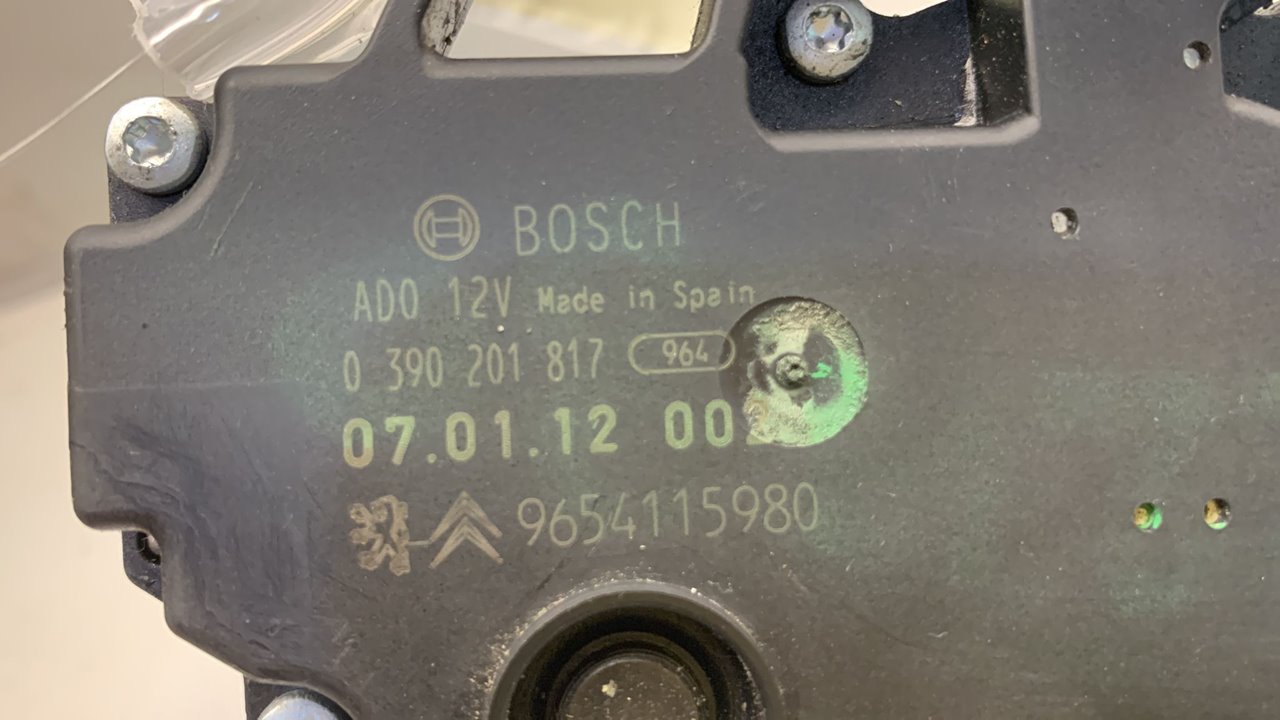 BOSCH
ADO 12V Made in Spain
0 390 201 817 964
07.01.12 00
9654115980